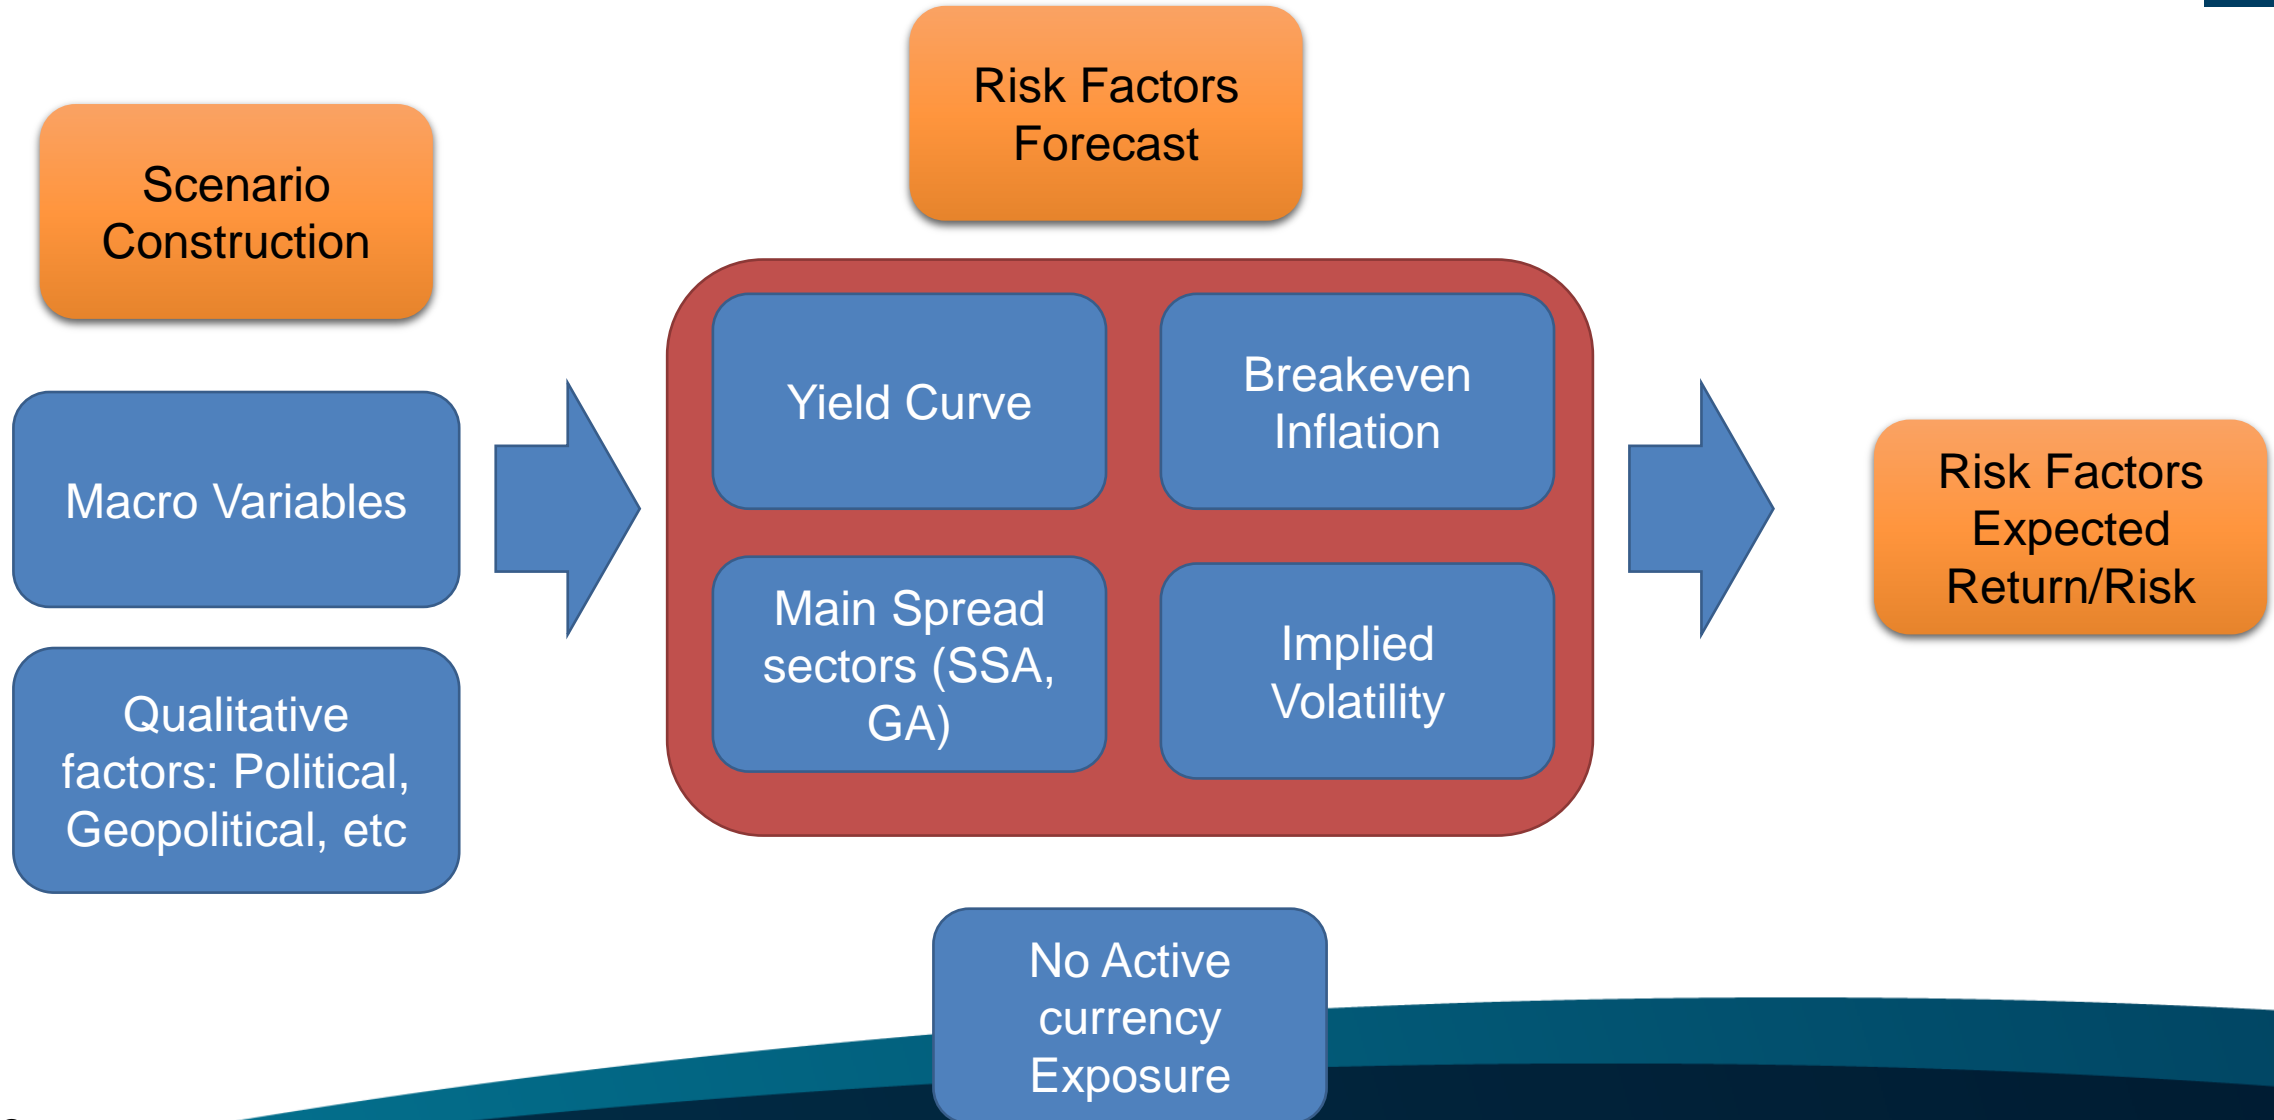 Scenario
Construction
Macro Variables
Qualitative
factors: Political,
Geopolitical, etc
Risk Factors
Forecast
Yield Curve
Breakeven
Inflation
Main Spread
sectors (SSA,
GA)
Implied
Volatility
No Active
currency
Exposure
Risk Factors
Expected
Return/Risk